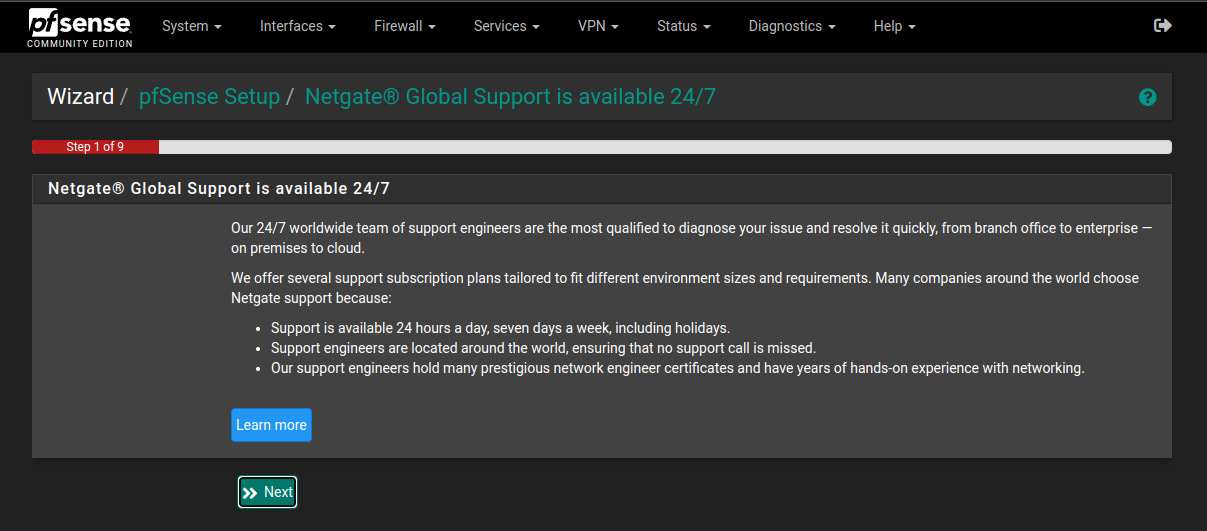 pfsense
COMMUNITY EDITION
System Interfaces Firewall Services VPN Status Diagnostics Help
Wizard / pfSense Setup / Netgate® Global Support is available 24/7
Step 1 of 9
Netgate® Global Support is available 24/7
Our 24/7 worldwide team of support engineers are the most qualified to diagnose your issue and resolve it quickly, from branch office to enterprise —
on premises to cloud.
We offer several support subscription plans tailored to fit different environment sizes and requirements. Many companies around the world choose
Netgate support because:
• Support is available 24 hours a day, seven days a week, including holidays.
• Support engineers are located around the world, ensuring that no support call is missed.
• Our support engineers hold many prestigious network engineer certificates and have years of hands-on experience with networking.
Learn more
Next